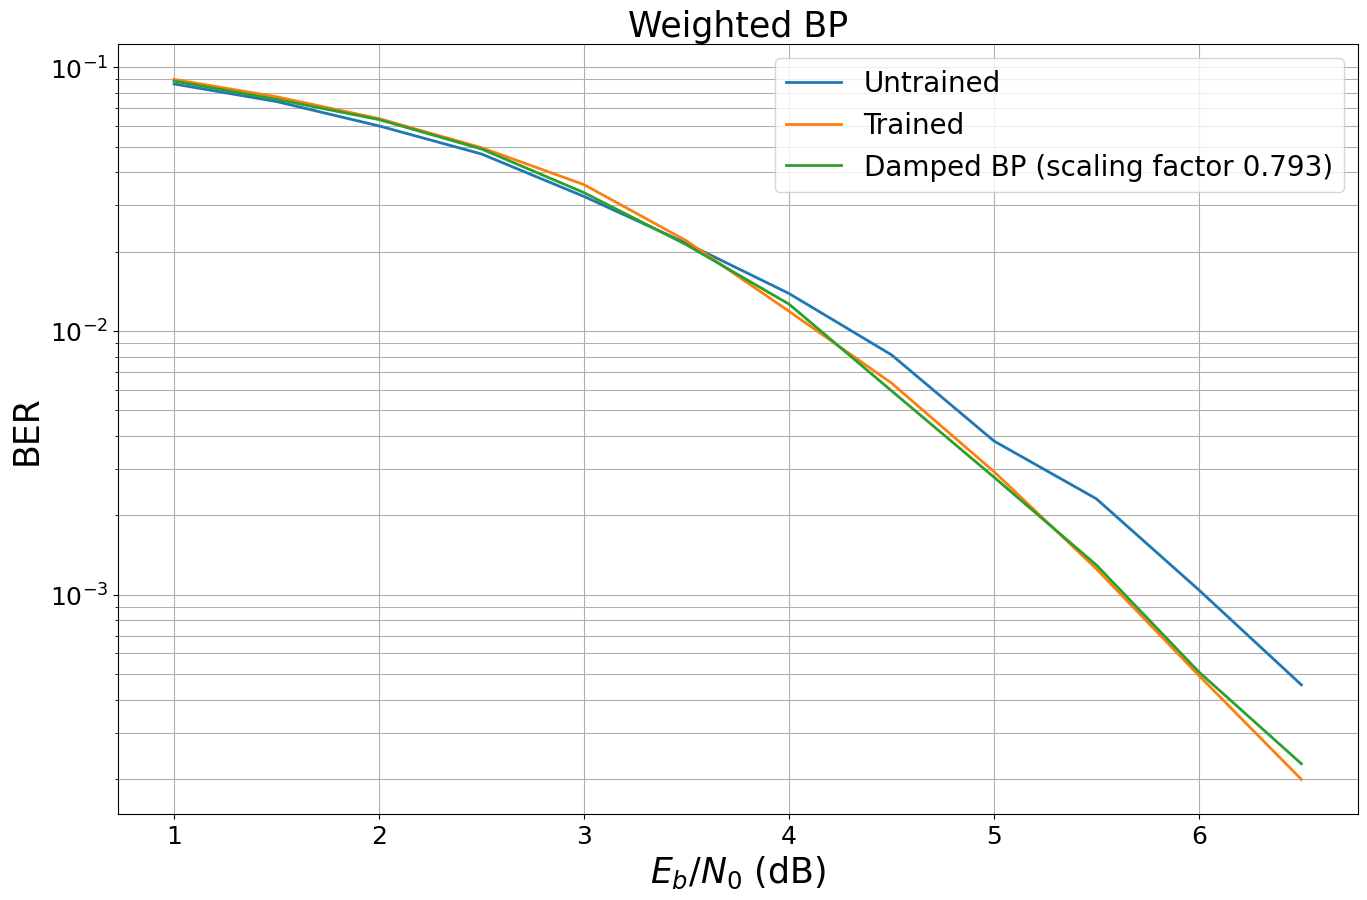 Weighted BP
Untrained
Trained
Damped BP (scaling factor 0.793)
BER
10⁻¹
10⁻²
10⁻³
1 2 3 4 5 6
E_b/N_0 (dB)